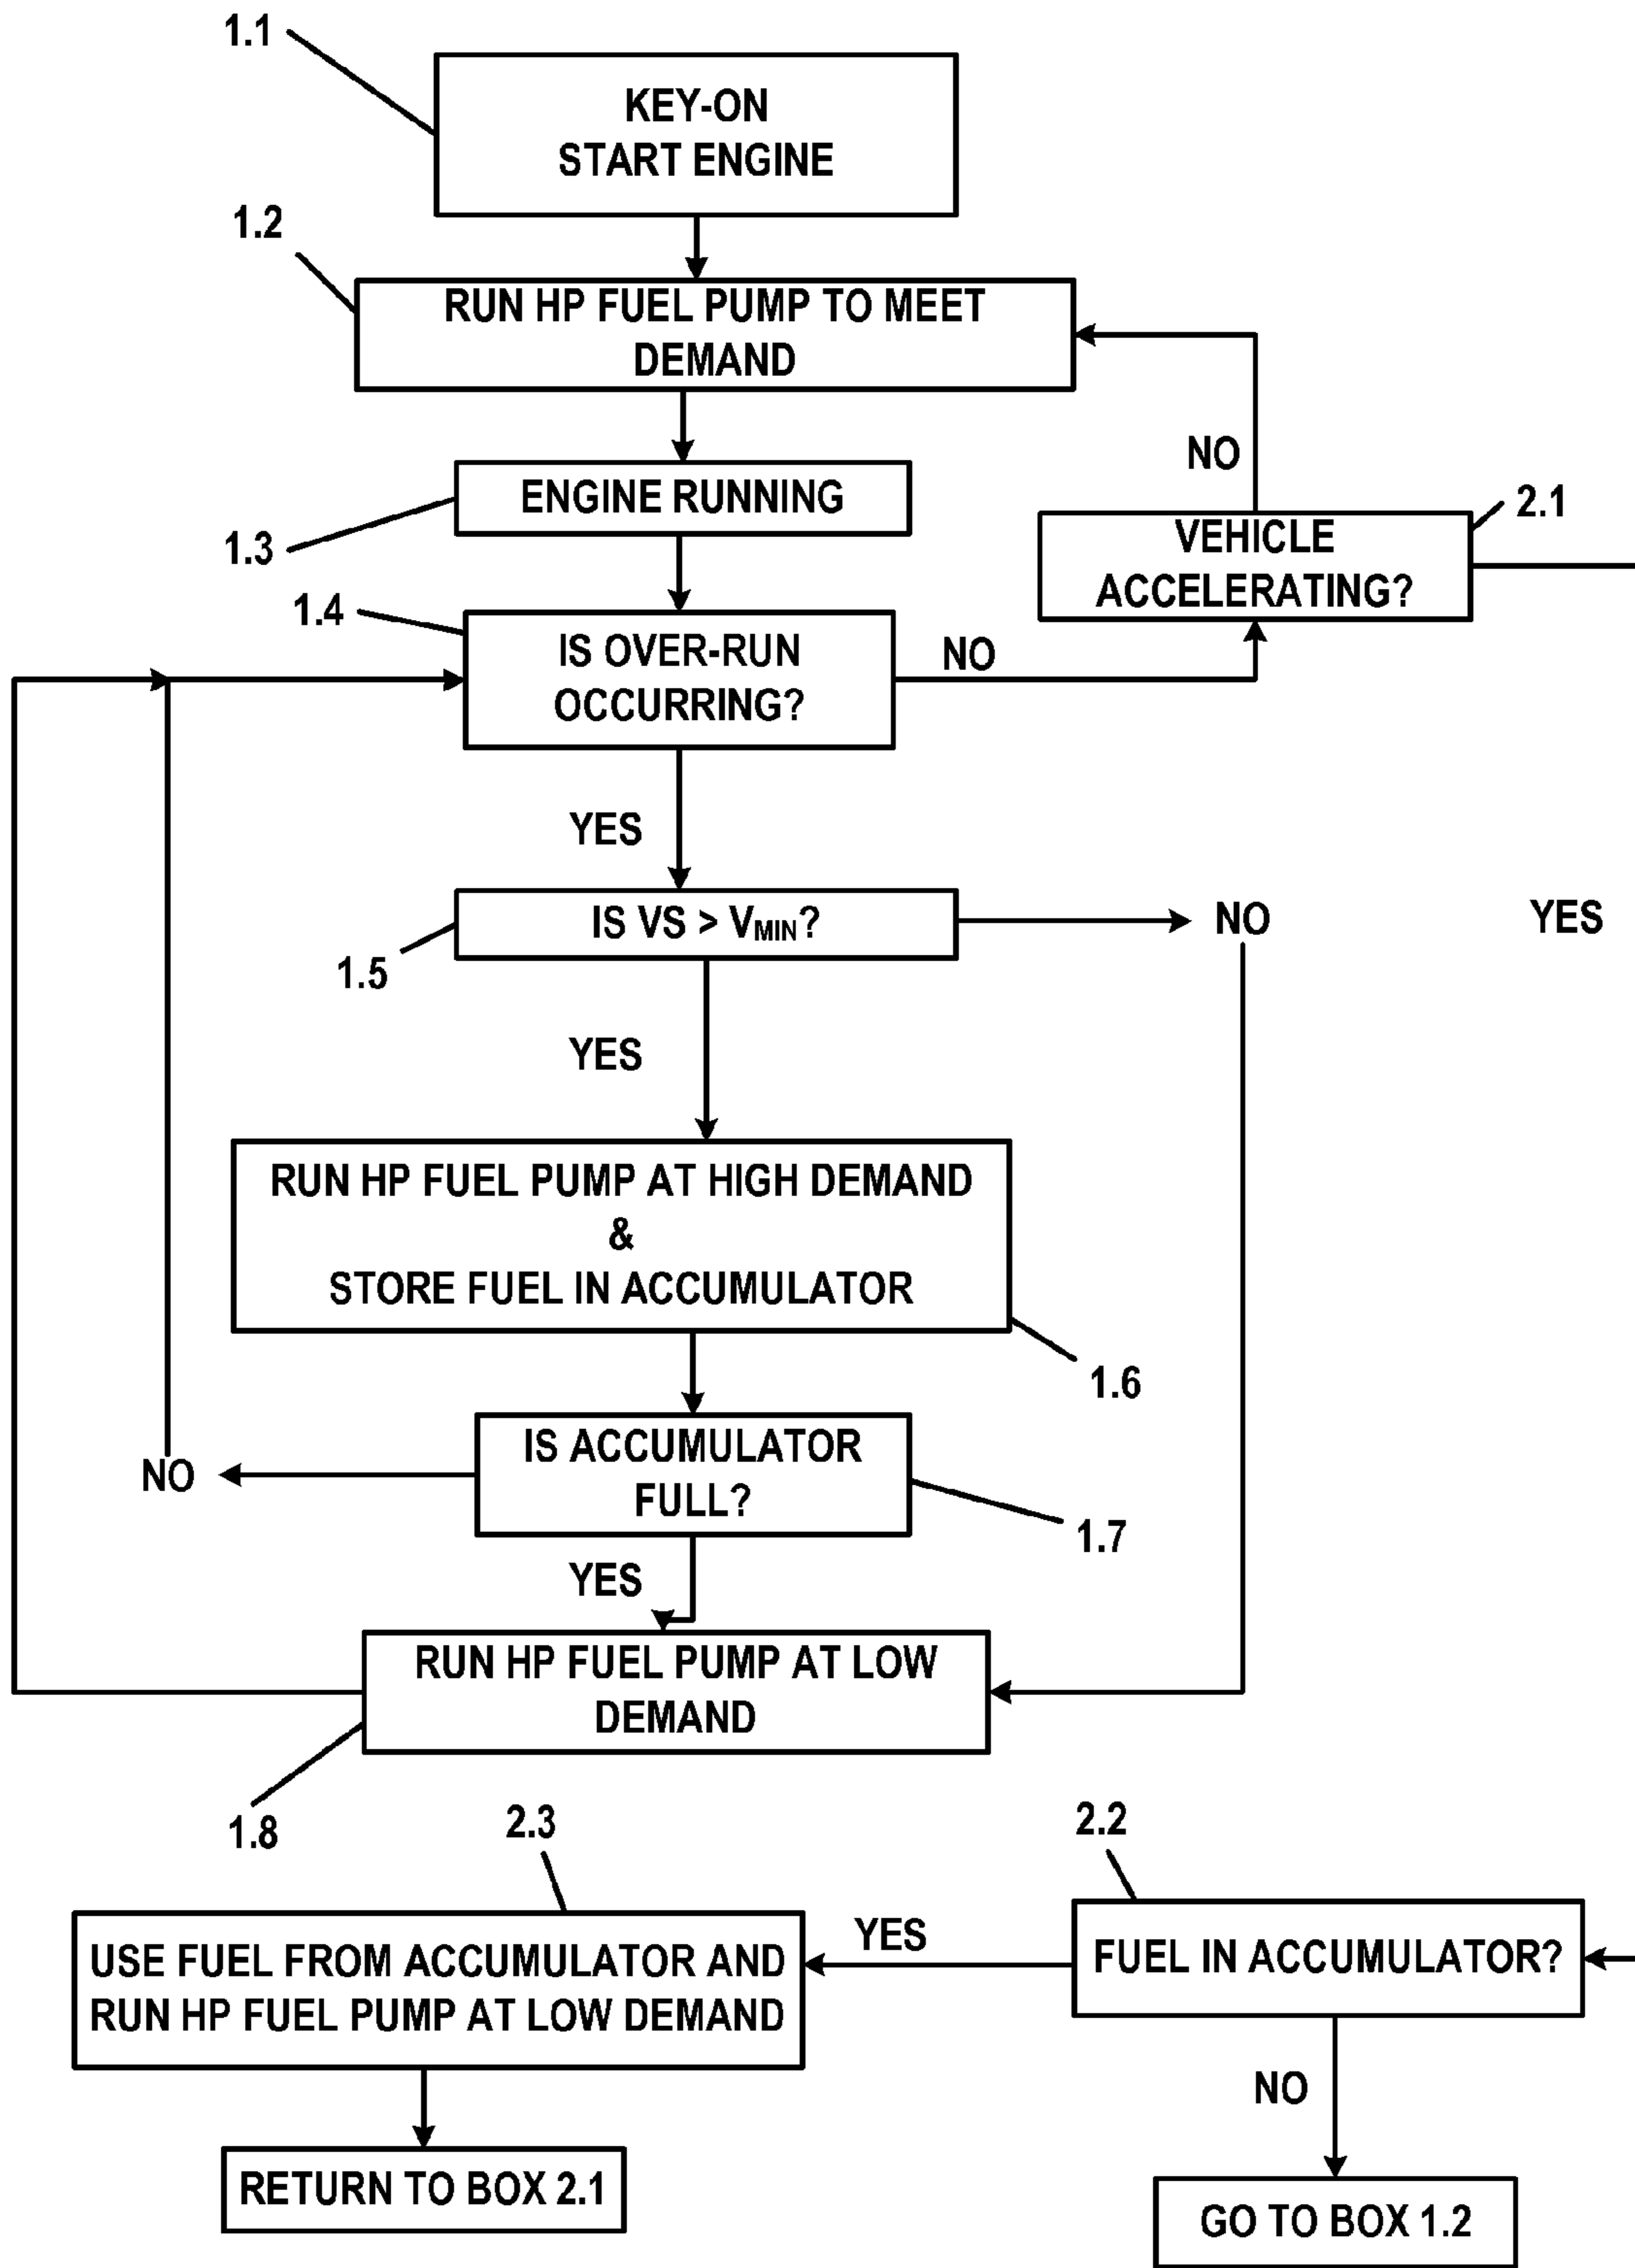 1.1
KEY-ON
START ENGINE
1.2
RUN HP FUEL PUMP TO MEET
DEMAND
NO
ENGINE RUNNING
1.3
2.1
VEHICLE
ACCELERATING?
1.4
IS OVER-RUN
OCCURRING?
NO
YES
IS VS > VMIN?
NO
YES
1.5
YES
RUN HP FUEL PUMP AT HIGH DEMAND
&
STORE FUEL IN ACCUMULATOR
1.6
IS ACCUMULATOR
FULL?
NO
1.7
YES
RUN HP FUEL PUMP AT LOW
DEMAND
1.8
2.3
2.2
USE FUEL FROM ACCUMULATOR AND
RUN HP FUEL PUMP AT LOW DEMAND
YES
FUEL IN ACCUMULATOR?
NO
RETURN TO BOX 2.1
GO TO BOX 1.2